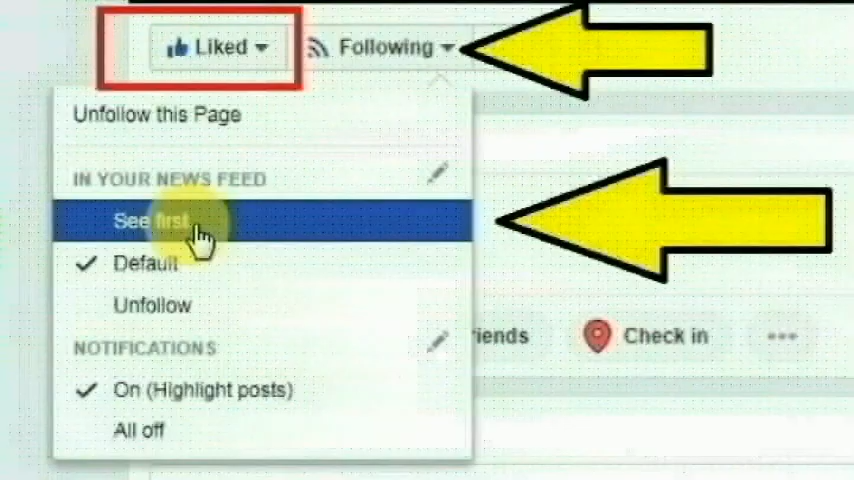 Liked Following
Unfollow this Page
IN YOUR NEWS FEED
See first
Default
Unfollow
NOTIFICATIONS
riends Check in
On (Highlight posts)
All off